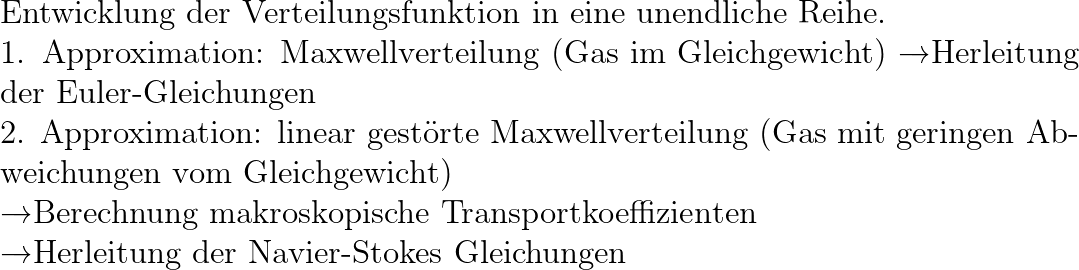 Entwicklung der Verteilungsfunktion in eine unendliche Reihe.
1. Approximation: Maxwellverteilung (Gas im Gleichgewicht) →Herleitung
der Euler-Gleichungen
2. Approximation: linear gestörte Maxwellverteilung (Gas mit geringen Ab-
weichungen vom Gleichgewicht)
→Berechnung makroskopische Transportkoeffizienten
→Herleitung der Navier-Stokes Gleichungen